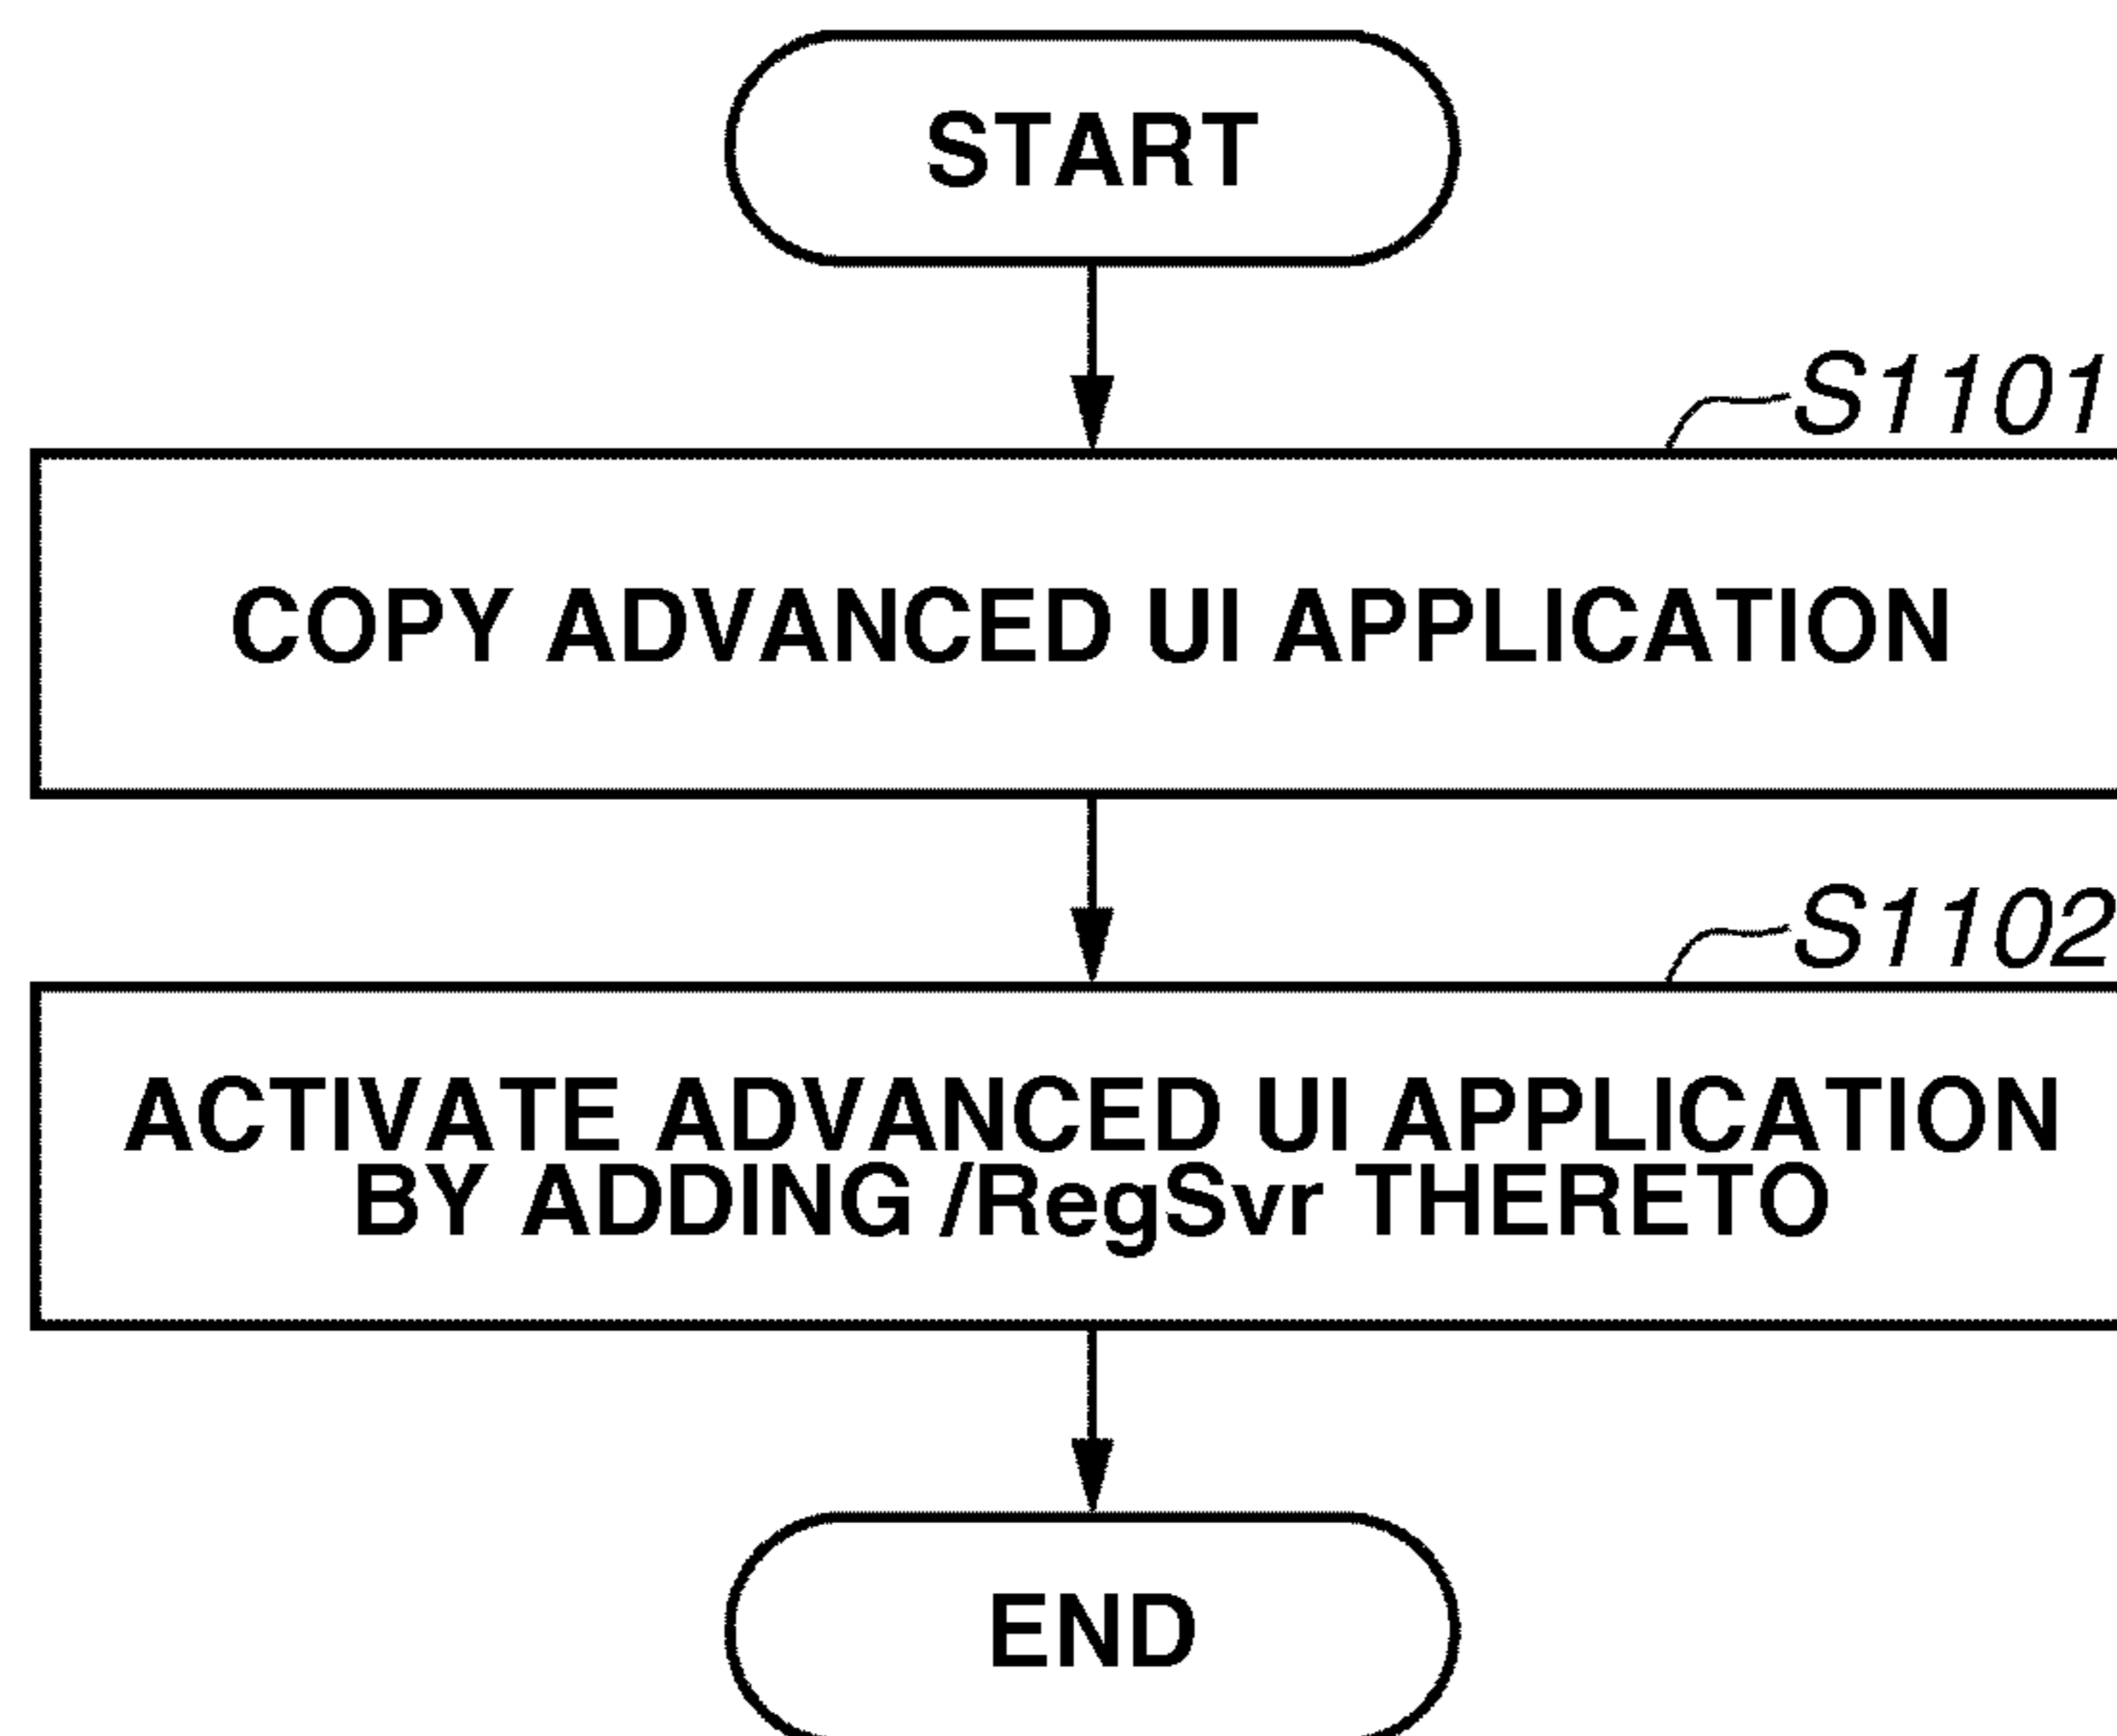 START
S1101
COPY ADVANCED UI APPLICATION
S1102
ACTIVATE ADVANCED UI APPLICATION
BY ADDING /RegSvr THERETO
END